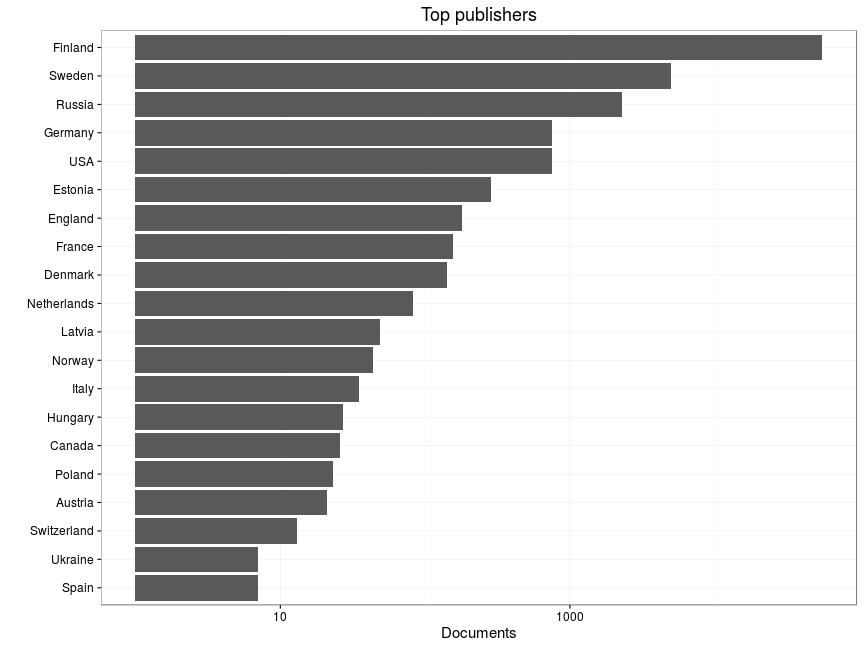 Top publishers
Finland
Sweden
Russia
Germany
USA
Estonia
England
France
Denmark
Netherlands
Latvia
Norway
Italy
Hungary
Canada
Poland
Austria
Switzerland
Ukraine
Spain
10 1000
Documents